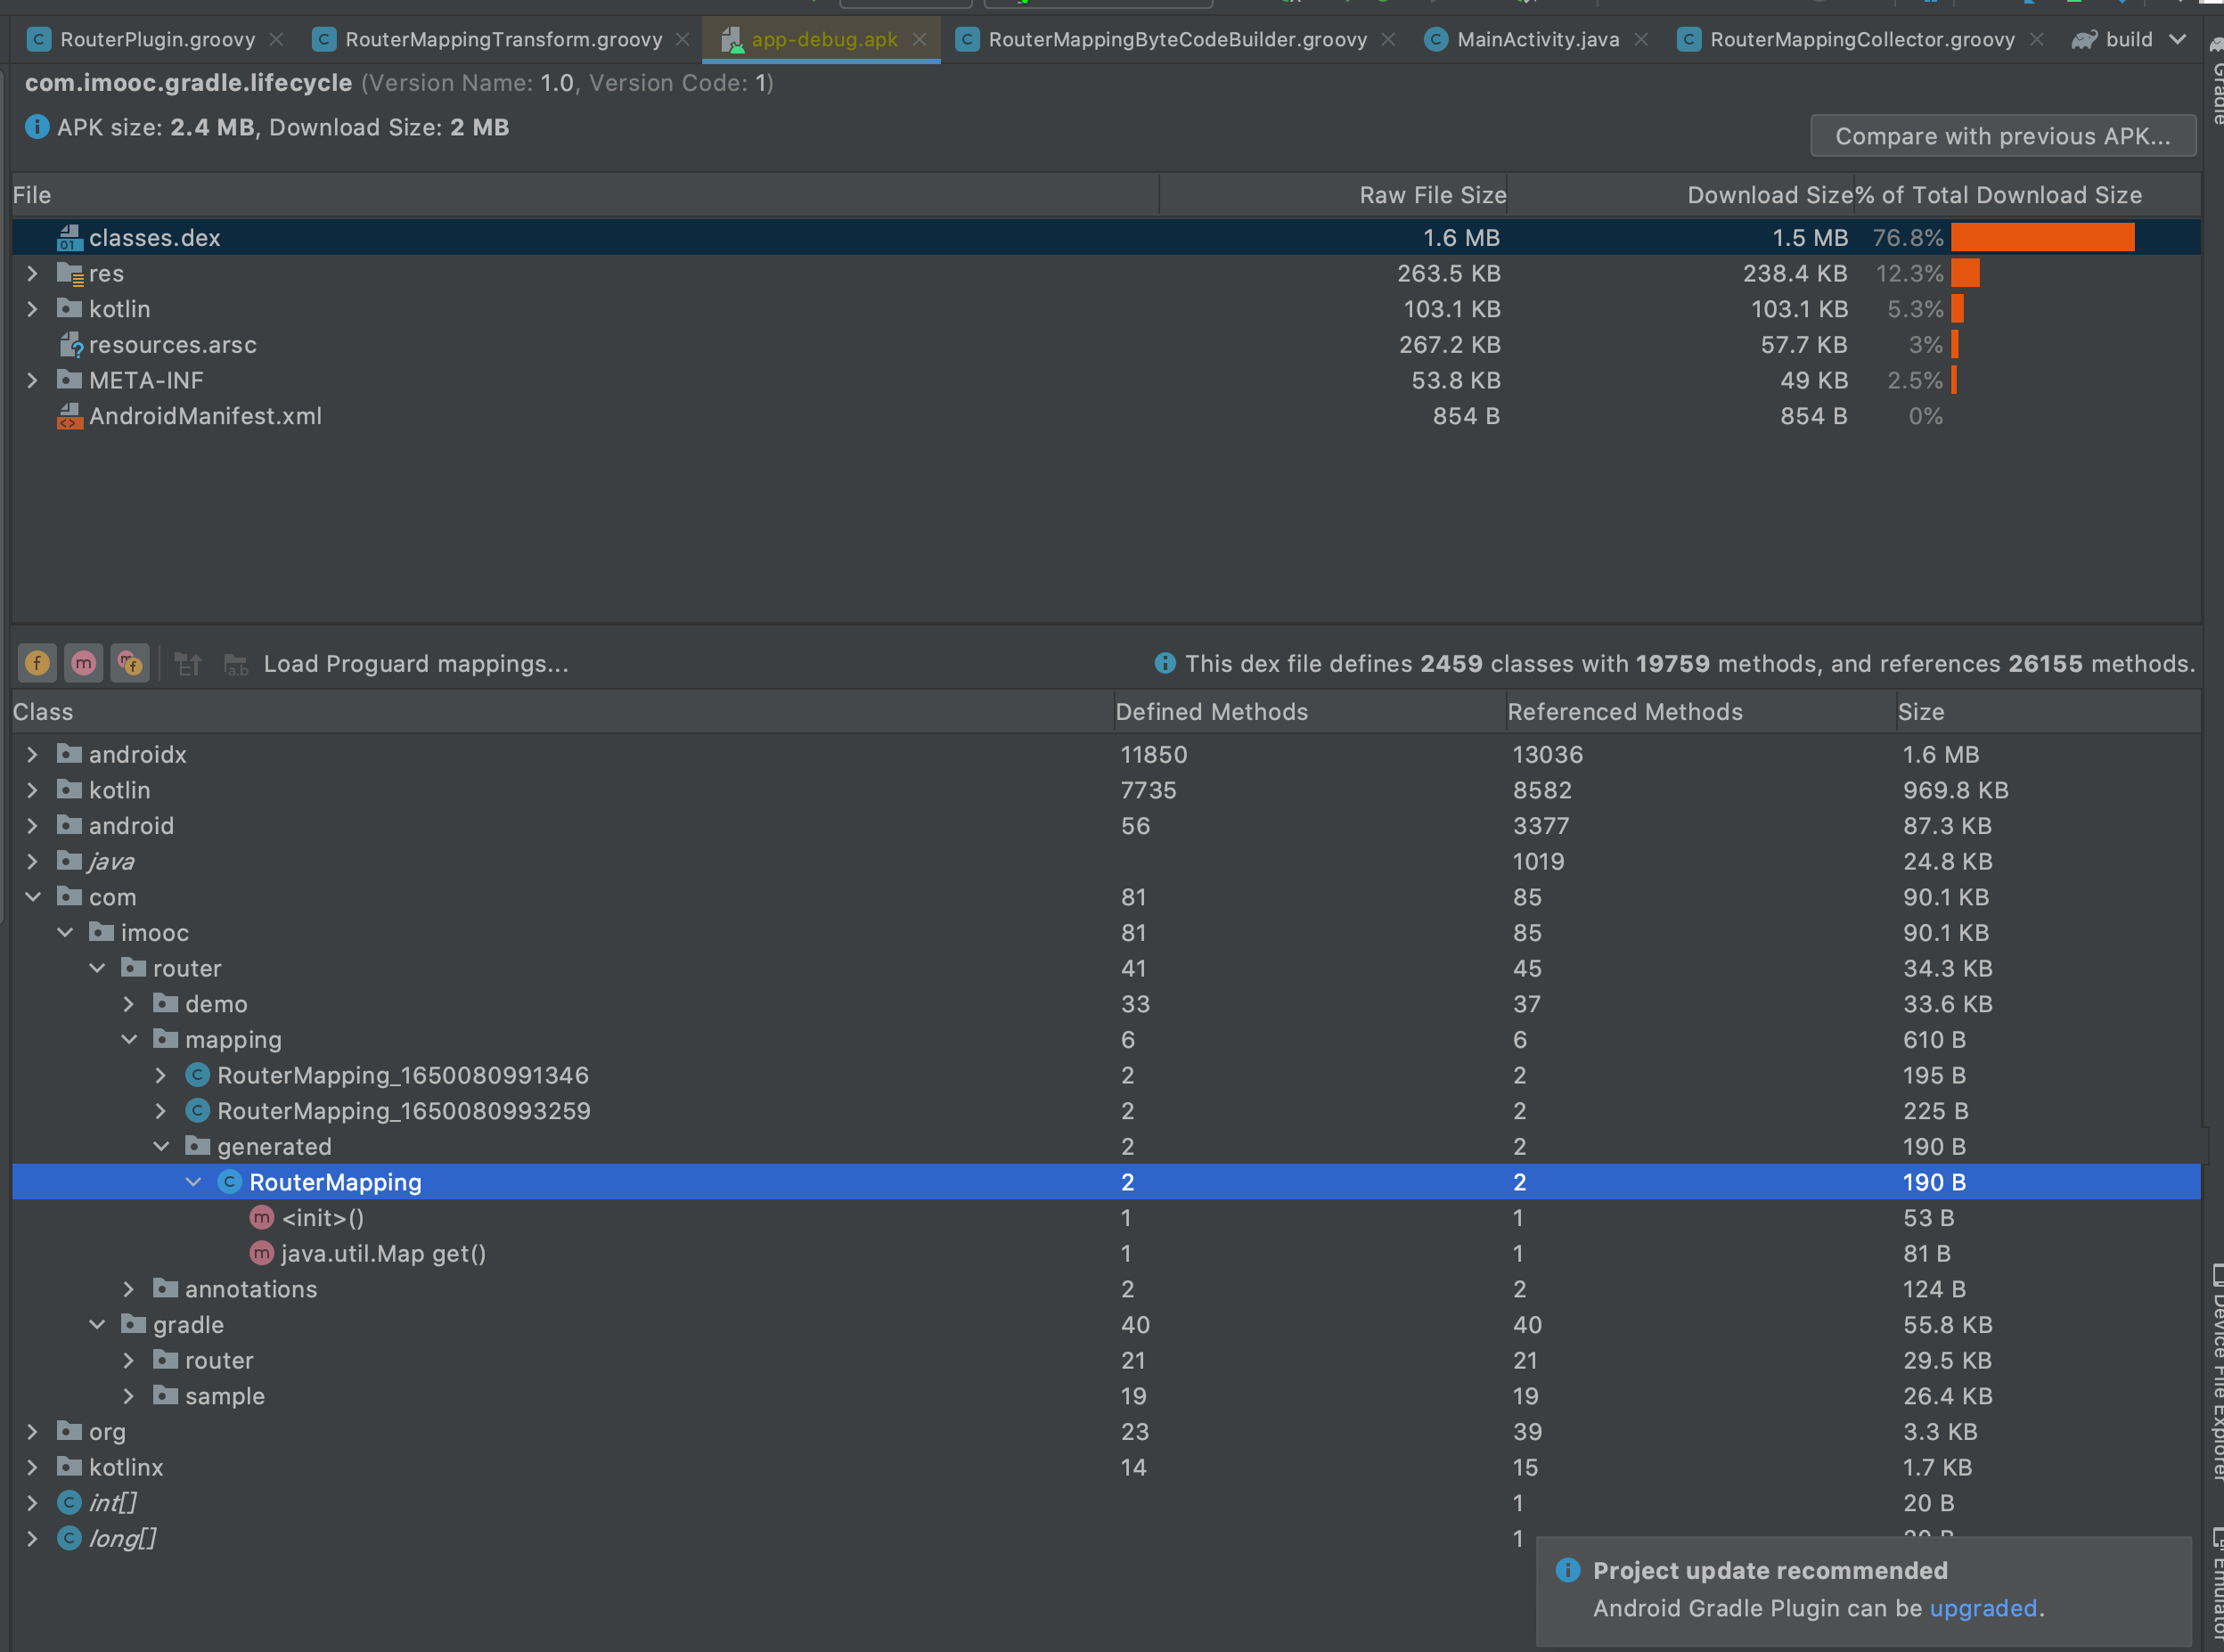 RouterPlugin.groovy RouterMappingTransform.groovy app-debug.apk RouterMappingByteCodeBuilder.groovy MainActivity.java RouterMappingCollector.groovy build
com.imooc.gradle.lifecycle (Version Name: 1.0, Version Code: 1)
APK size: 2.4 MB, Download Size: 2 MB
Compare with previous APK...
File Raw File Size Download Size % of Total Download Size
classes.dex 1.6 MB 1.5 MB 76.8%
res 263.5 KB 238.4 KB 12.3%
kotlin 103.1 KB 103.1 KB 5.3%
resources.arsc 267.2 KB 57.7 KB 3%
META-INF 53.8 KB 49 KB 2.5%
AndroidManifest.xml 854 B 854 B 0%
Load Proguard mappings... This dex file defines 2459 classes with 19759 methods, and references 26155 methods.
Class Defined Methods Referenced Methods Size
androidx 11850 13036 1.6 MB
kotlin 7735 8582 969.8 KB
android 56 3377 87.3 KB
java 1019 24.8 KB
com 81 85 90.1 KB
imooc 81 85 90.1 KB
router 41 45 34.3 KB
demo 33 37 33.6 KB
mapping 6 6 610 B
RouterMapping_1650080991346 2 2 195 B
RouterMapping_1650080993259 2 2 225 B
generated 2 2 190 B
RouterMapping 2 2 190 B
<init>() 1 1 53 B
java.util.Map get() 1 1 81 B
annotations 2 2 124 B
gradle 40 40 55.8 KB
router 21 21 29.5 KB
sample 19 19 26.4 KB
org 23 39 3.3 KB
kotlinx 14 15 1.7 KB
int[] 1 20 B
long[] 1
Project update recommended
Android Gradle Plugin can be upgraded.
Gradle
Device File Explorer
Emulator